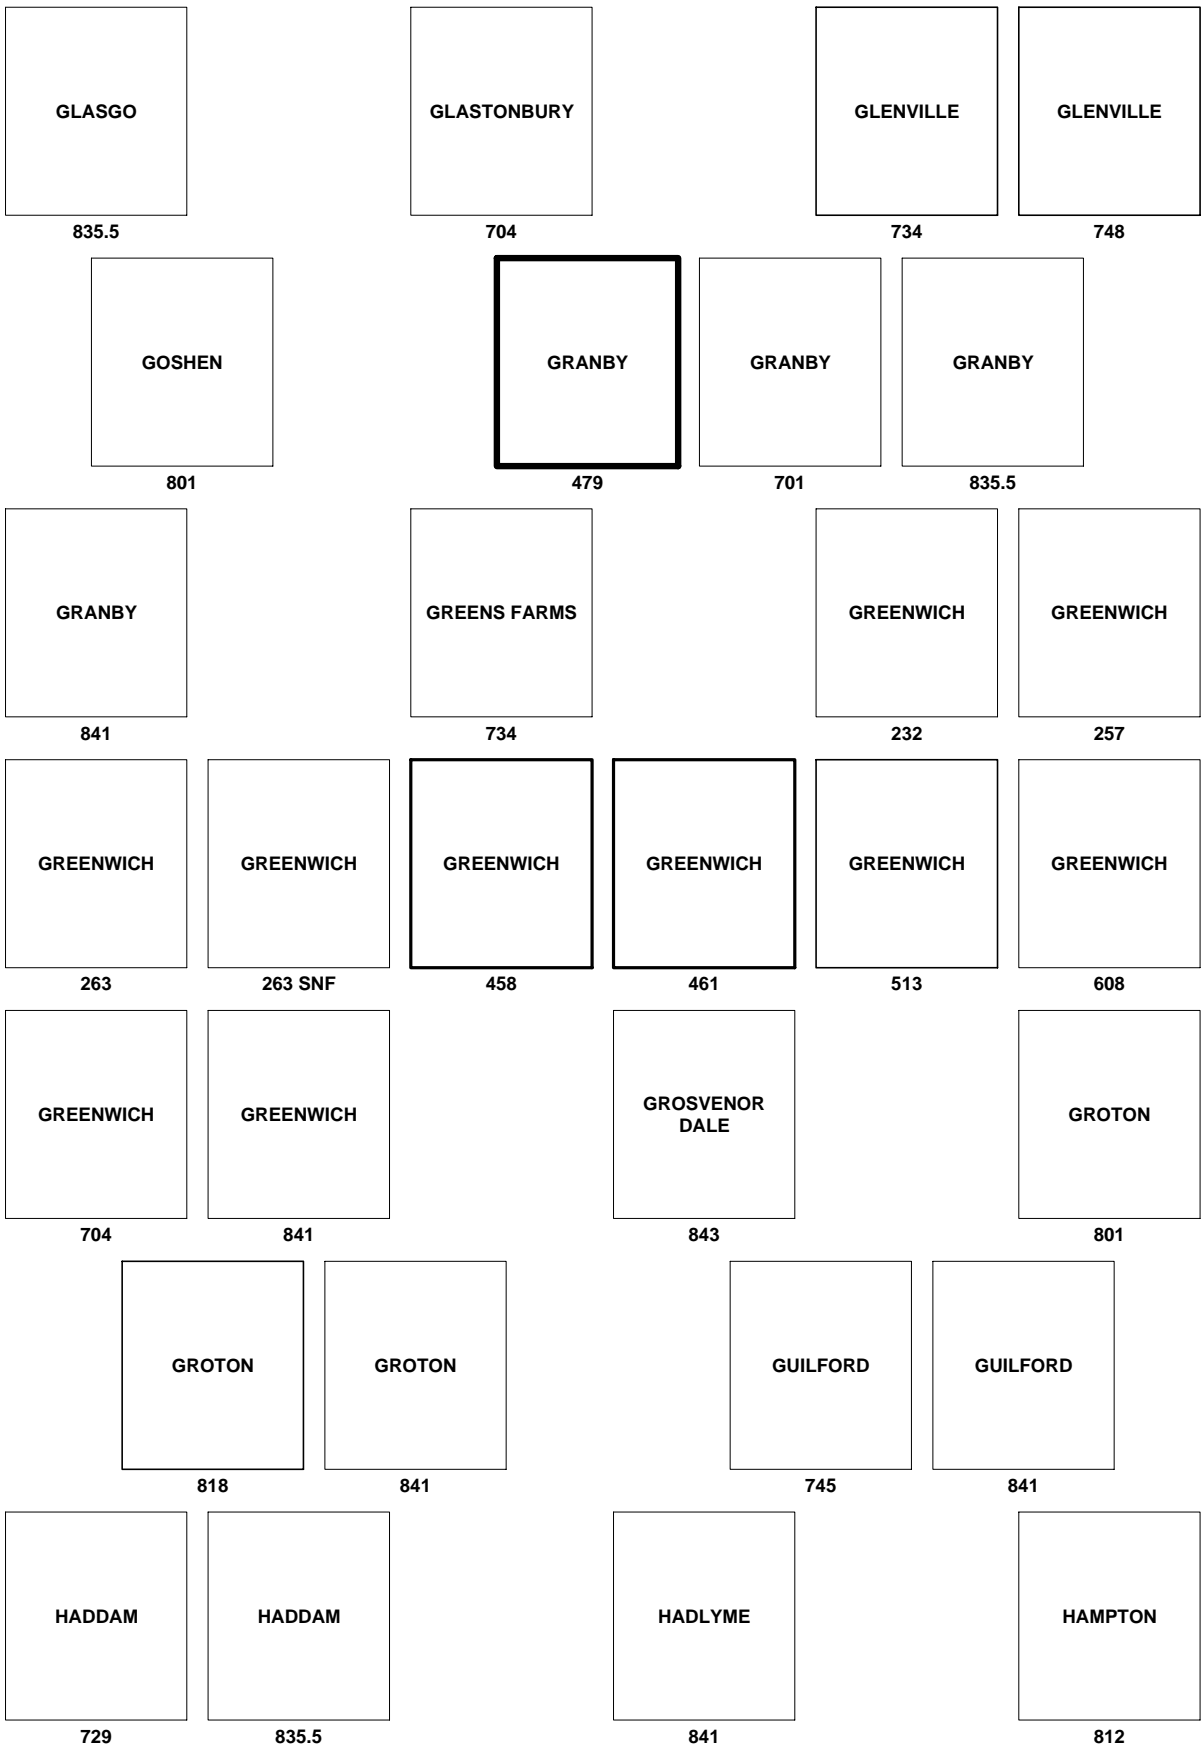 GLASGO GLASTONBURY GLENVILLE GLENVILLE
835.5 704 734 748
GOSHEN GRANBY GRANBY GRANBY
801 479 701 835.5
GRANBY GREENS FARMS GREENWICH GREENWICH
841 734 232 257
GREENWICH GREENWICH GREENWICH GREENWICH GREENWICH GREENWICH
263 263 SNF 458 461 513 608
GREENWICH GREENWICH GROSVENOR DALE GROTON
704 841 843 801
GROTON GROTON GUILFORD GUILFORD
818 841 745 841
HADDAM HADDAM HADLYME HAMPTON
729 835.5 841 812